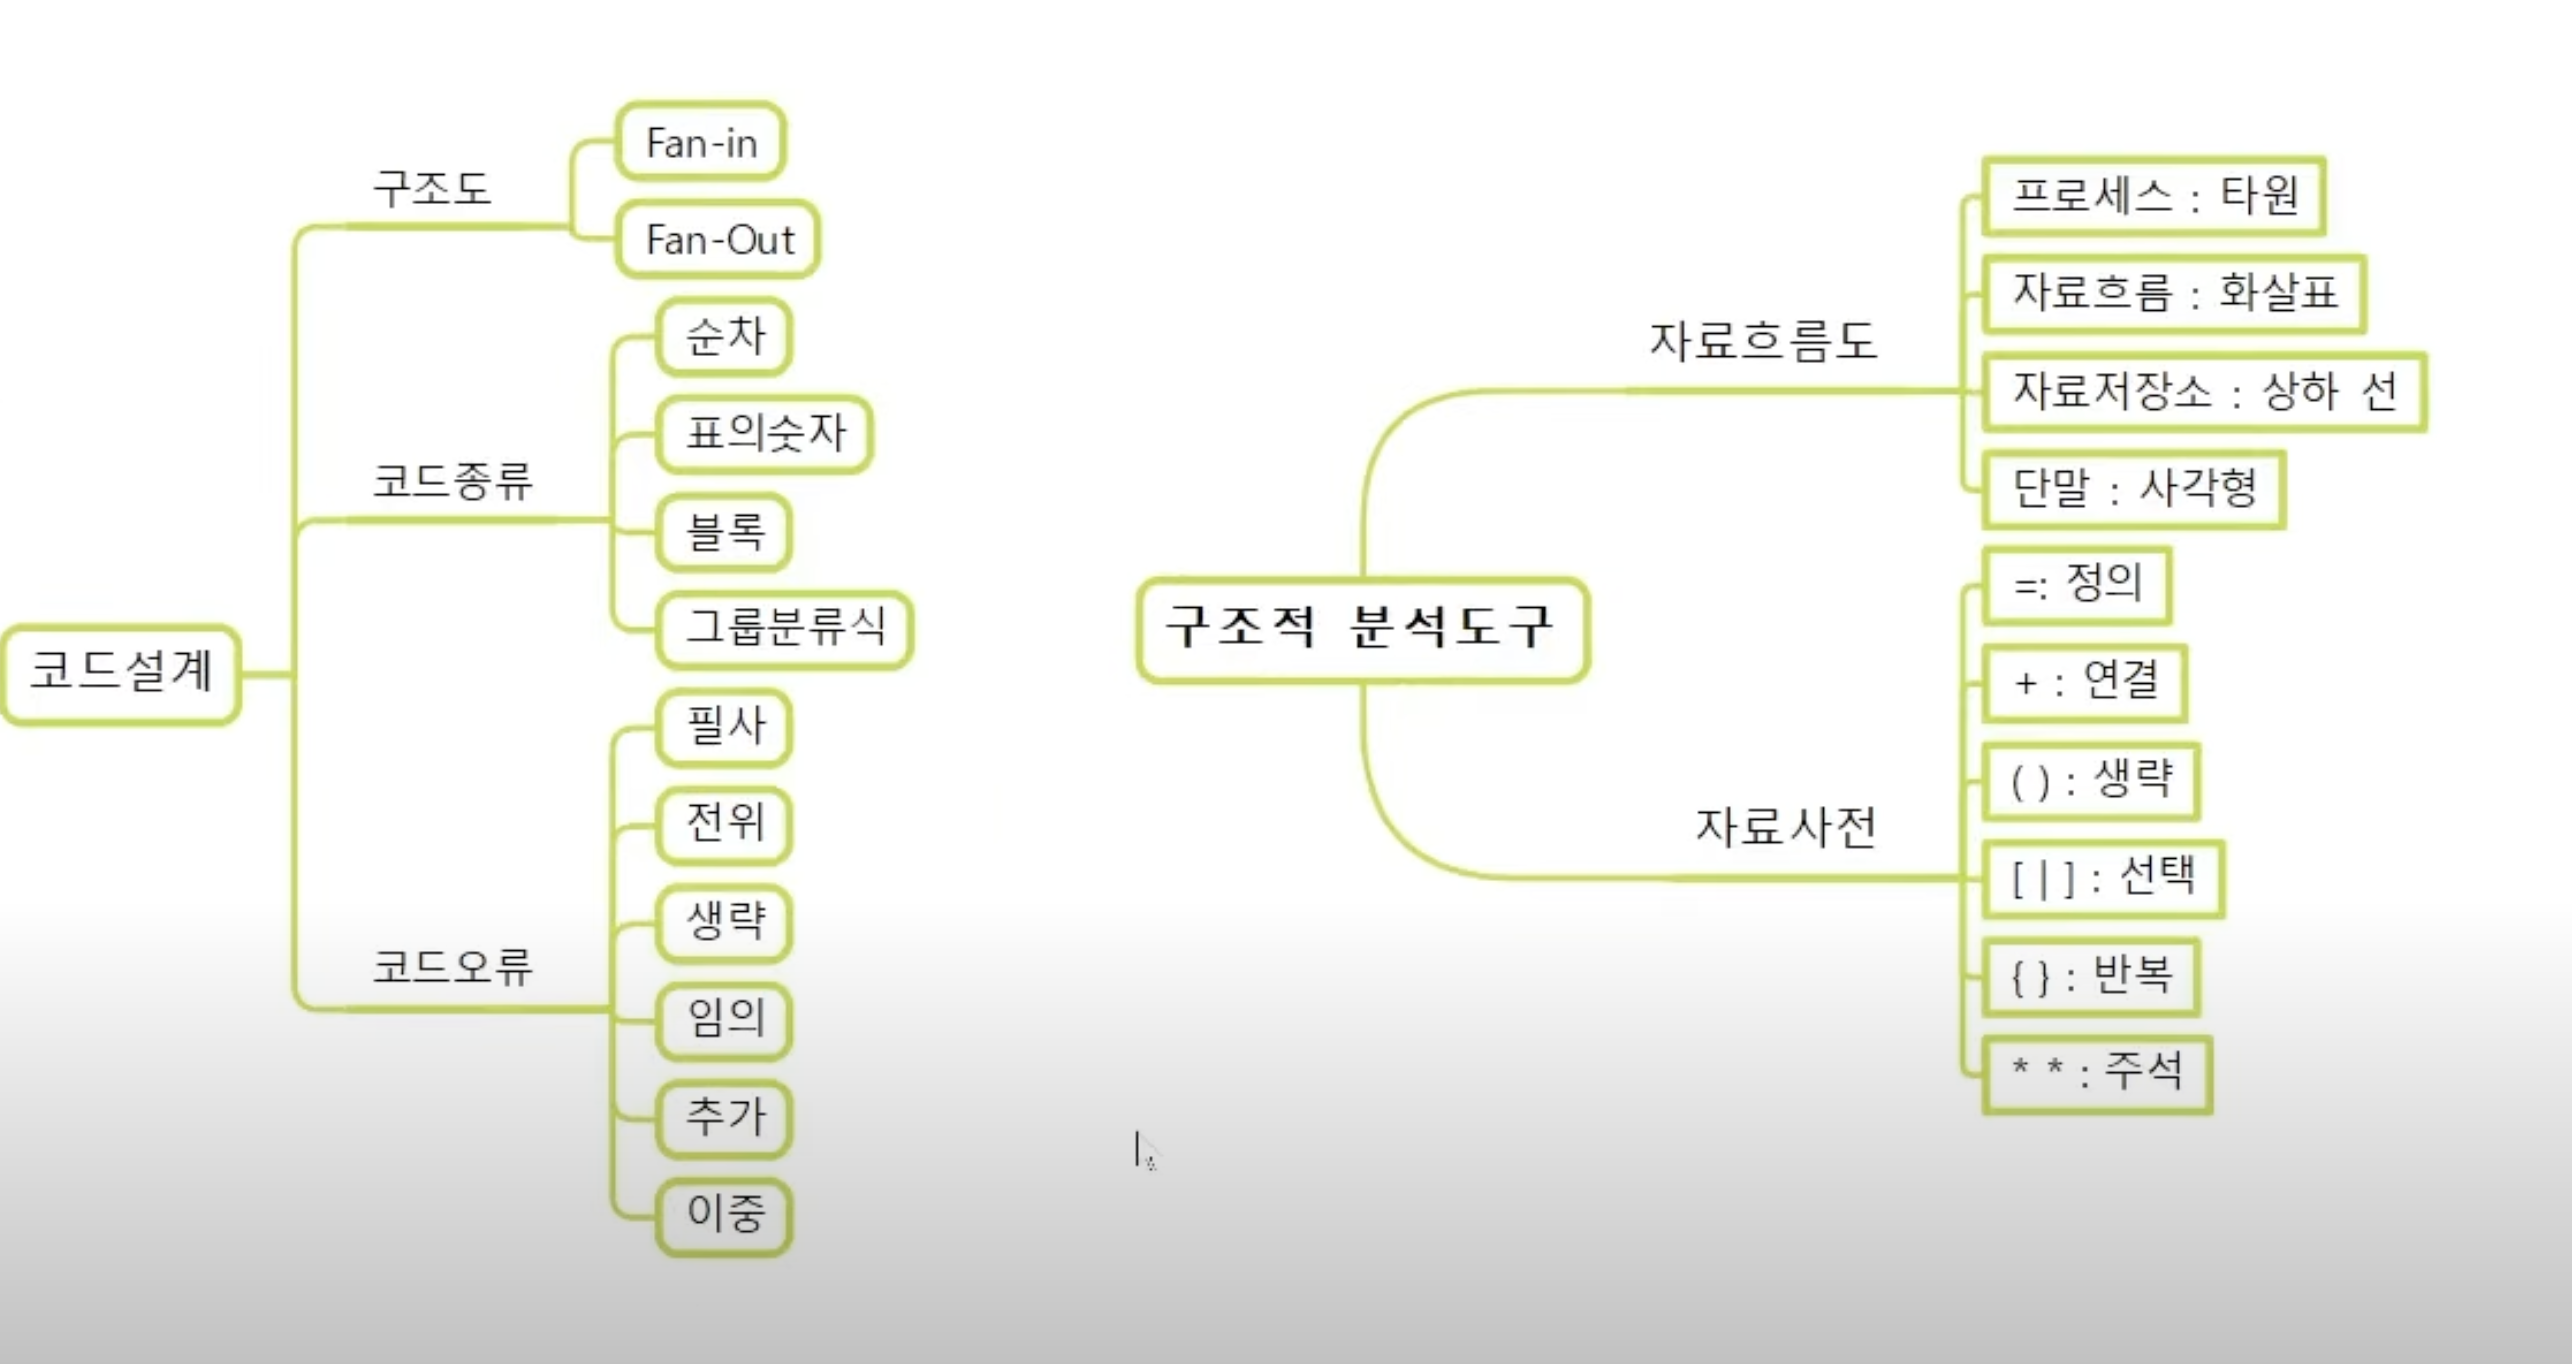 코드설계
구조도
Fan-in
Fan-Out
코드종류
순차
표의숫자
블록
그룹분류식
코드오류
필사
전위
생략
임의
추가
이중
구조적 분석도구
자료흐름도
프로세스 : 타원
자료흐름 : 화살표
자료저장소 : 상하 선
단말 : 사각형
자료사전
=: 정의
+ : 연결
( ) : 생략
[ | ] : 선택
{ } : 반복
* * : 주석